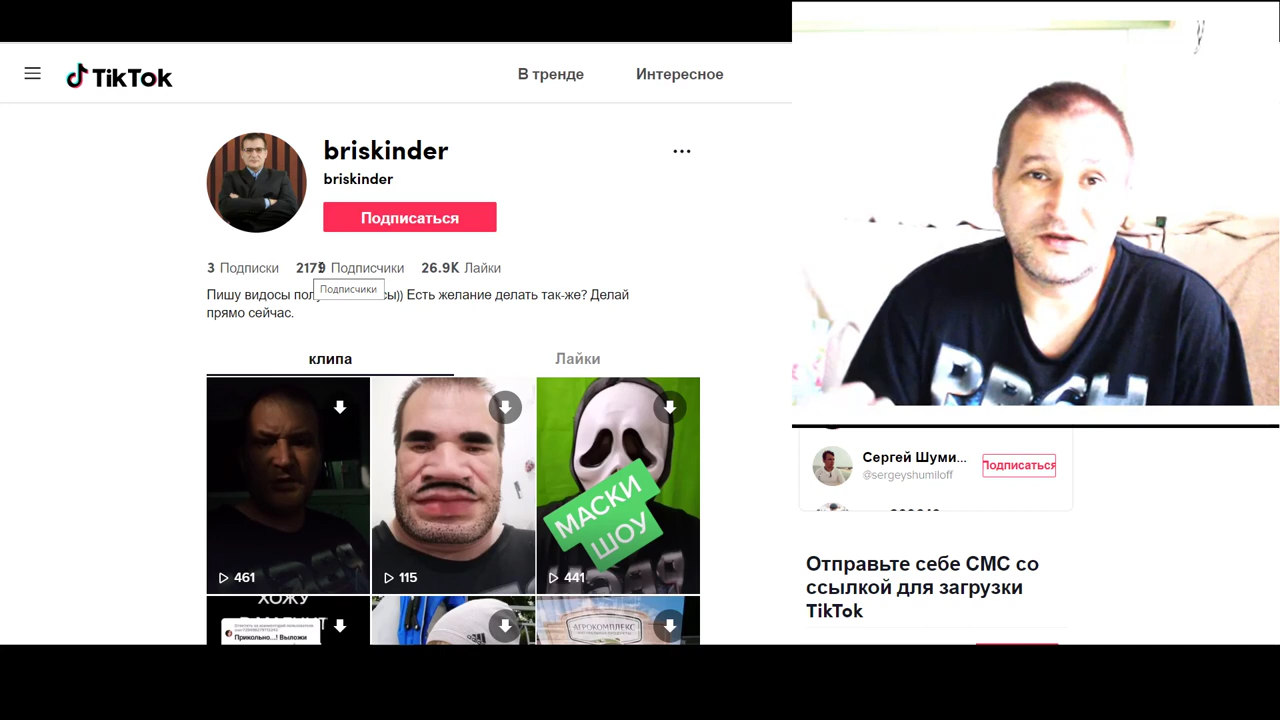 TikTok
В тренде
Интересное
briskinder
briskinder
Подписаться
3 Подписки 2179 Подписчики 26.9K Лайки
Подписчики
Есть желание делать так-же? Делай
Пишу видосы
прямо сейчас.
клипа
Лайки
МАСКИ
ШОУ
461
115
441
ХОЖУ
Прикольно...! Выложи
АГРОКОМПЛЕКС
Сергей Шуми...
@sergeyshumiloff
Подписаться
Отправьте себе СМС со
ссылкой для загрузки
TikTok